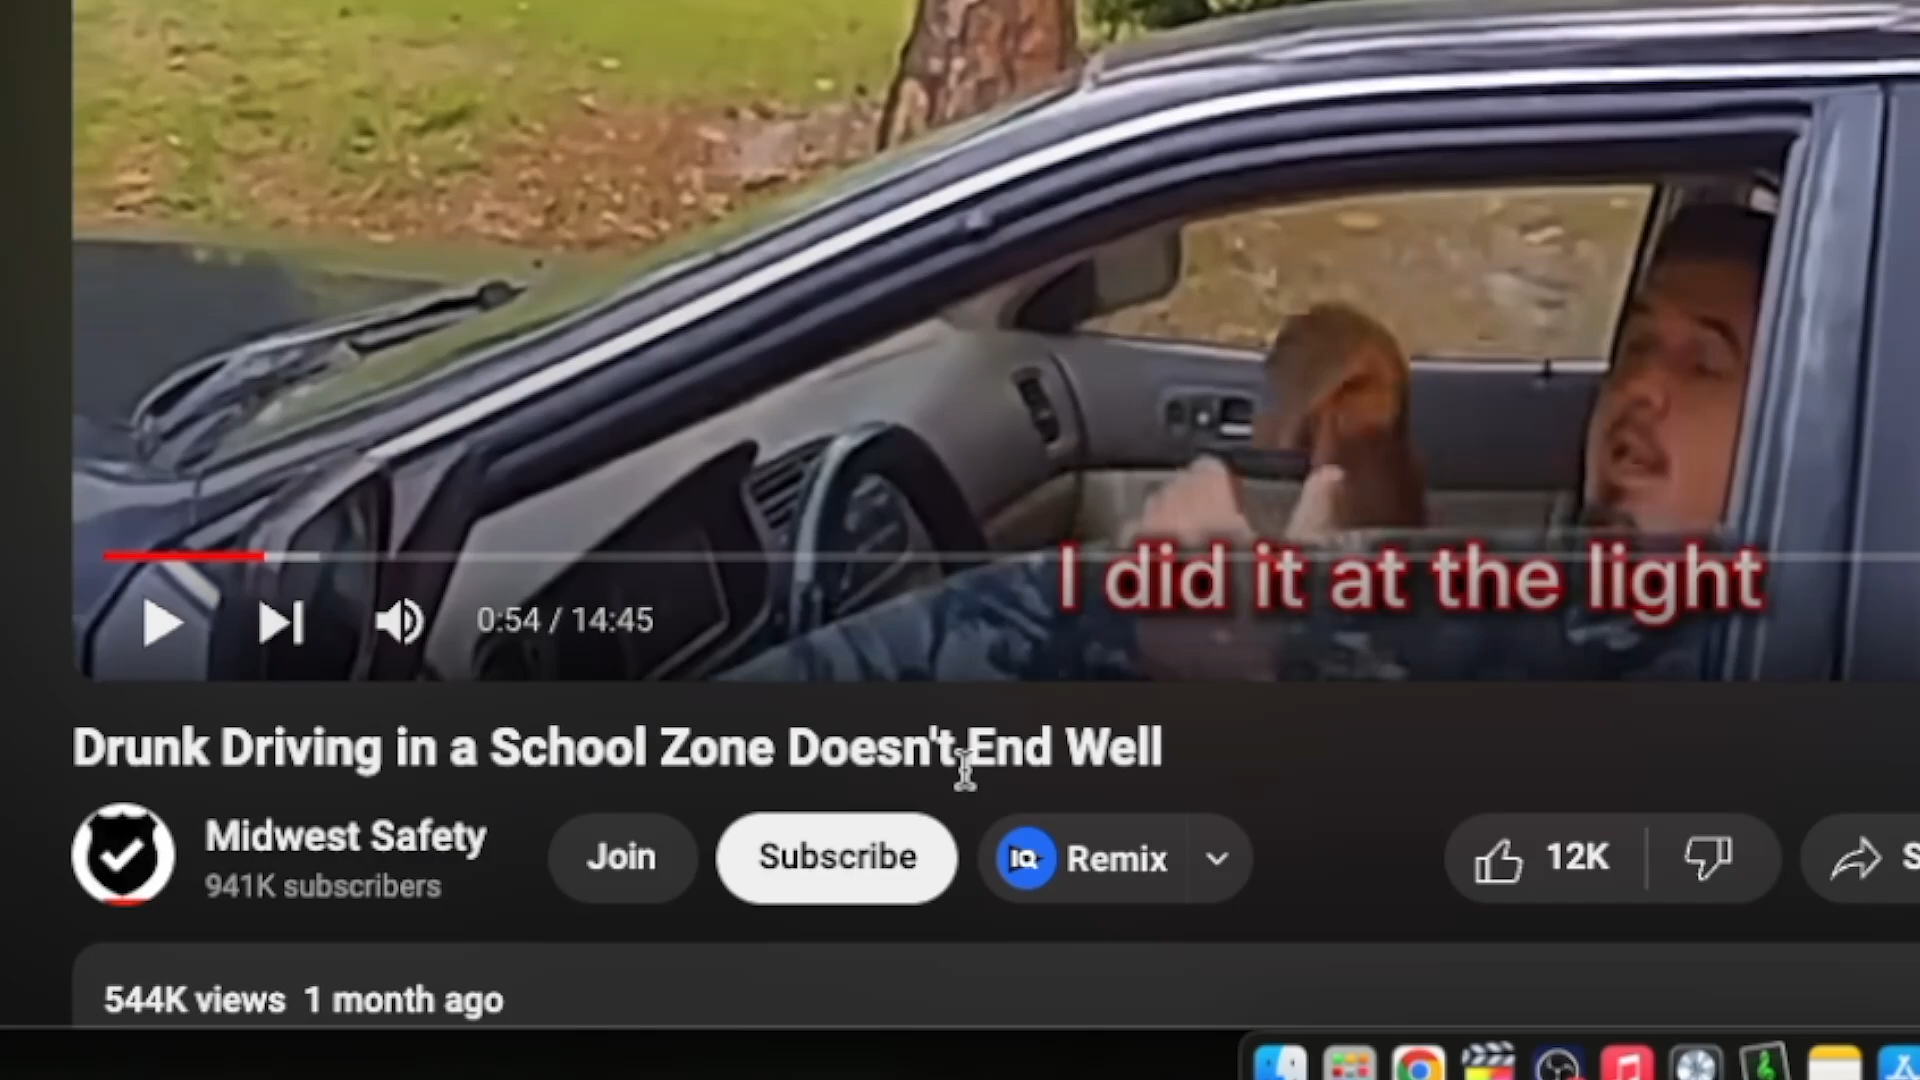 I did it at the light
0:54 / 14:45
Drunk Driving in a School Zone Doesn't End Well
Midwest Safety
941K subscribers
Join
Subscribe
IQ
Remix
12K
S
544K views 1 month ago